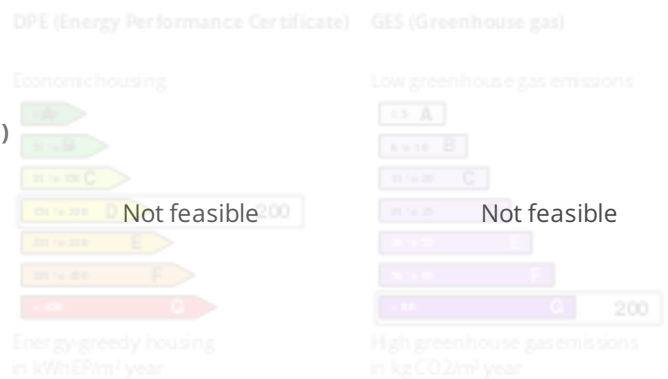 DPE (Energy Performance Certificate)
GES (Greenhouse gas)
Economic housing
Low greenhouse gas emissions
)
A
B
C
D
E
F
G
A
B
C
E
F
G
Not feasible
200
Not feasible
200
Energy-greedy housing
in kWhEP/m² year
High greenhouse gas emissions
in kgCO2/m² year